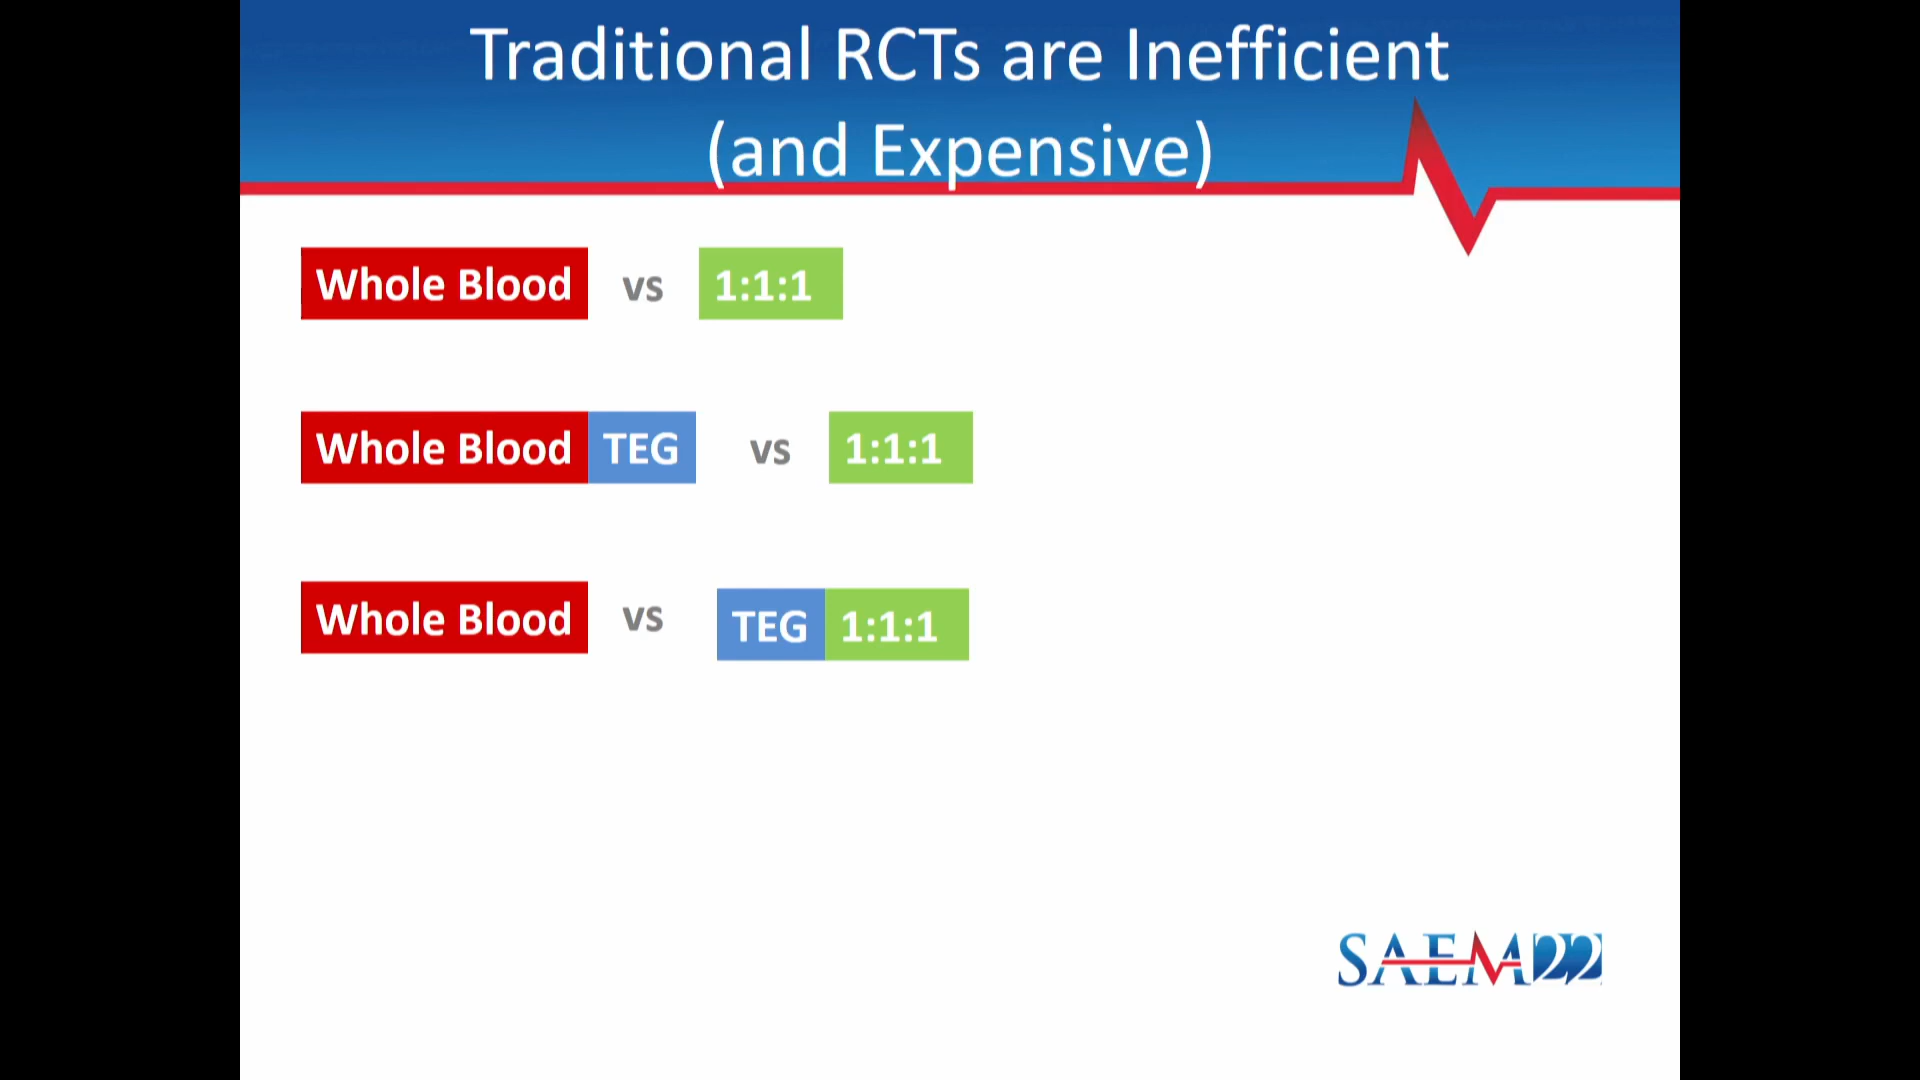 Traditional RCTs are Inefficient
(and Expensive)
Whole Blood vs 1:1:1
Whole Blood TEG vs 1:1:1
Whole Blood vs TEG 1:1:1
SAEM22